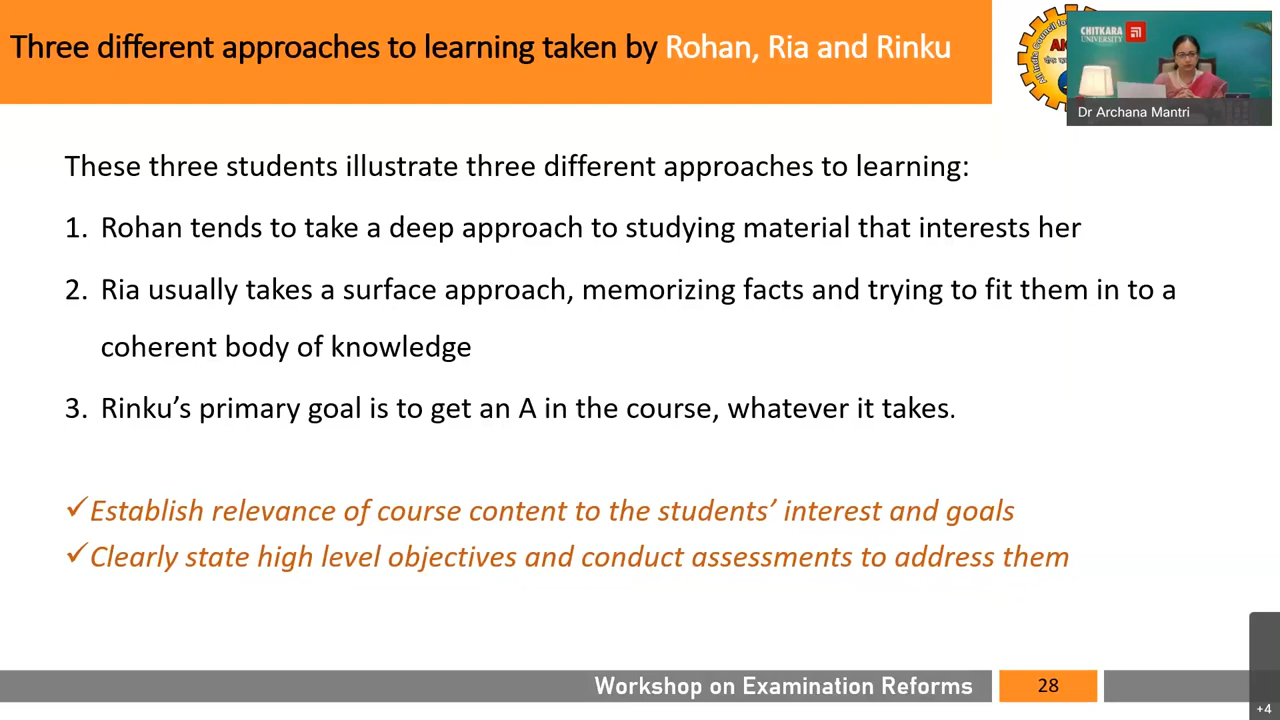 Three different approaches to learning taken by Rohan, Ria and Rinku
CHITKARA
UNIVERSITY
Dr Archana Mantri
These three students illustrate three different approaches to learning:
1. Rohan tends to take a deep approach to studying material that interests her
2. Ria usually takes a surface approach, memorizing facts and trying to fit them in to a
coherent body of knowledge
3. Rinku’s primary goal is to get an A in the course, whatever it takes.
✓Establish relevance of course content to the students’ interest and goals
✓Clearly state high level objectives and conduct assessments to address them
Workshop on Examination Reforms
28
+4